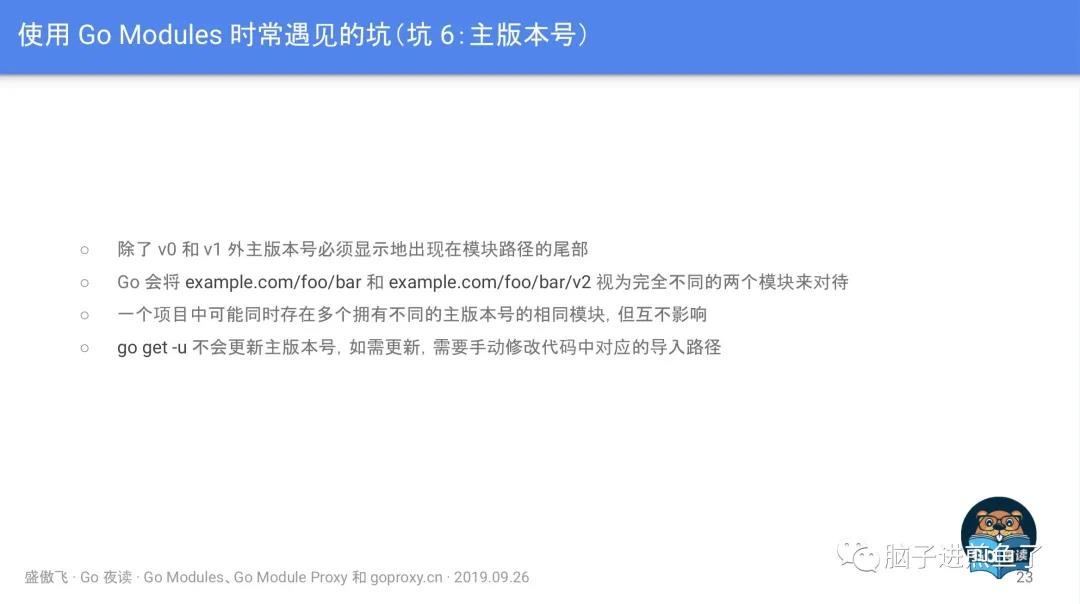 使用 Go Modules 时常遇见的坑（坑 6：主版本号）
○ 除了 v0 和 v1 外主版本号必须显示地出现在模块路径的尾部
○ Go 会将 example.com/foo/bar 和 example.com/foo/bar/v2 视为完全不同的两个模块来对待
○ 一个项目中可能同时存在多个拥有不同的主版本号的相同模块，但互不影响
○ go get -u 不会更新主版本号，如需更新，需要手动修改代码中对应的导入路径
脑子进煎鱼了
盛傲飞 · Go 夜读 · Go Modules、Go Module Proxy 和 goproxy.cn · 2019.09.26
23